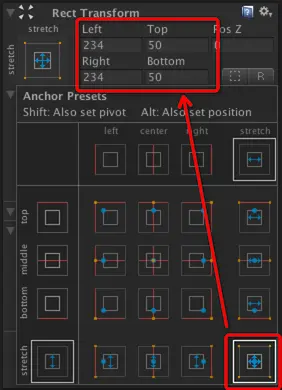 Rect Transform
stretch
Left Top Pos Z
234 50 0
Right Bottom
234 50
R
stretch
Anchor Presets
Shift: Also set pivot Alt: Also set position
left center right stretch
top
middle
bottom
stretch